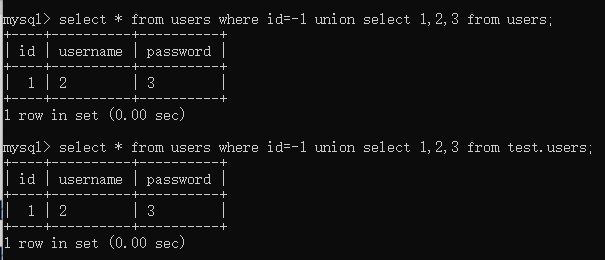 mysql> select * from users where id=-1 union select 1,2,3 from users;
+----+----------+----------+
| id | username | password |
+----+----------+----------+
|  1 | 2        | 3        |
+----+----------+----------+
1 row in set (0.00 sec)
mysql> select * from users where id=-1 union select 1,2,3 from test.users;
+----+----------+----------+
| id | username | password |
+----+----------+----------+
|  1 | 2        | 3        |
+----+----------+----------+
1 row in set (0.00 sec)